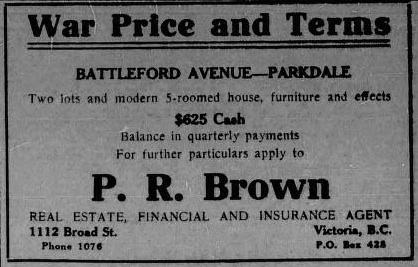 War Price and Terms
BATTLEFORD AVENUE—PARKDALE
Two lots and modern 5-roomed house, furniture and effects
$625 Cash
Balance in quarterly payments
For further particulars apply to
P. R. Brown
REAL ESTATE, FINANCIAL AND INSURANCE AGENT
1112 Broad St. Victoria, B.C.
Phone 1076 P.O. Box 428